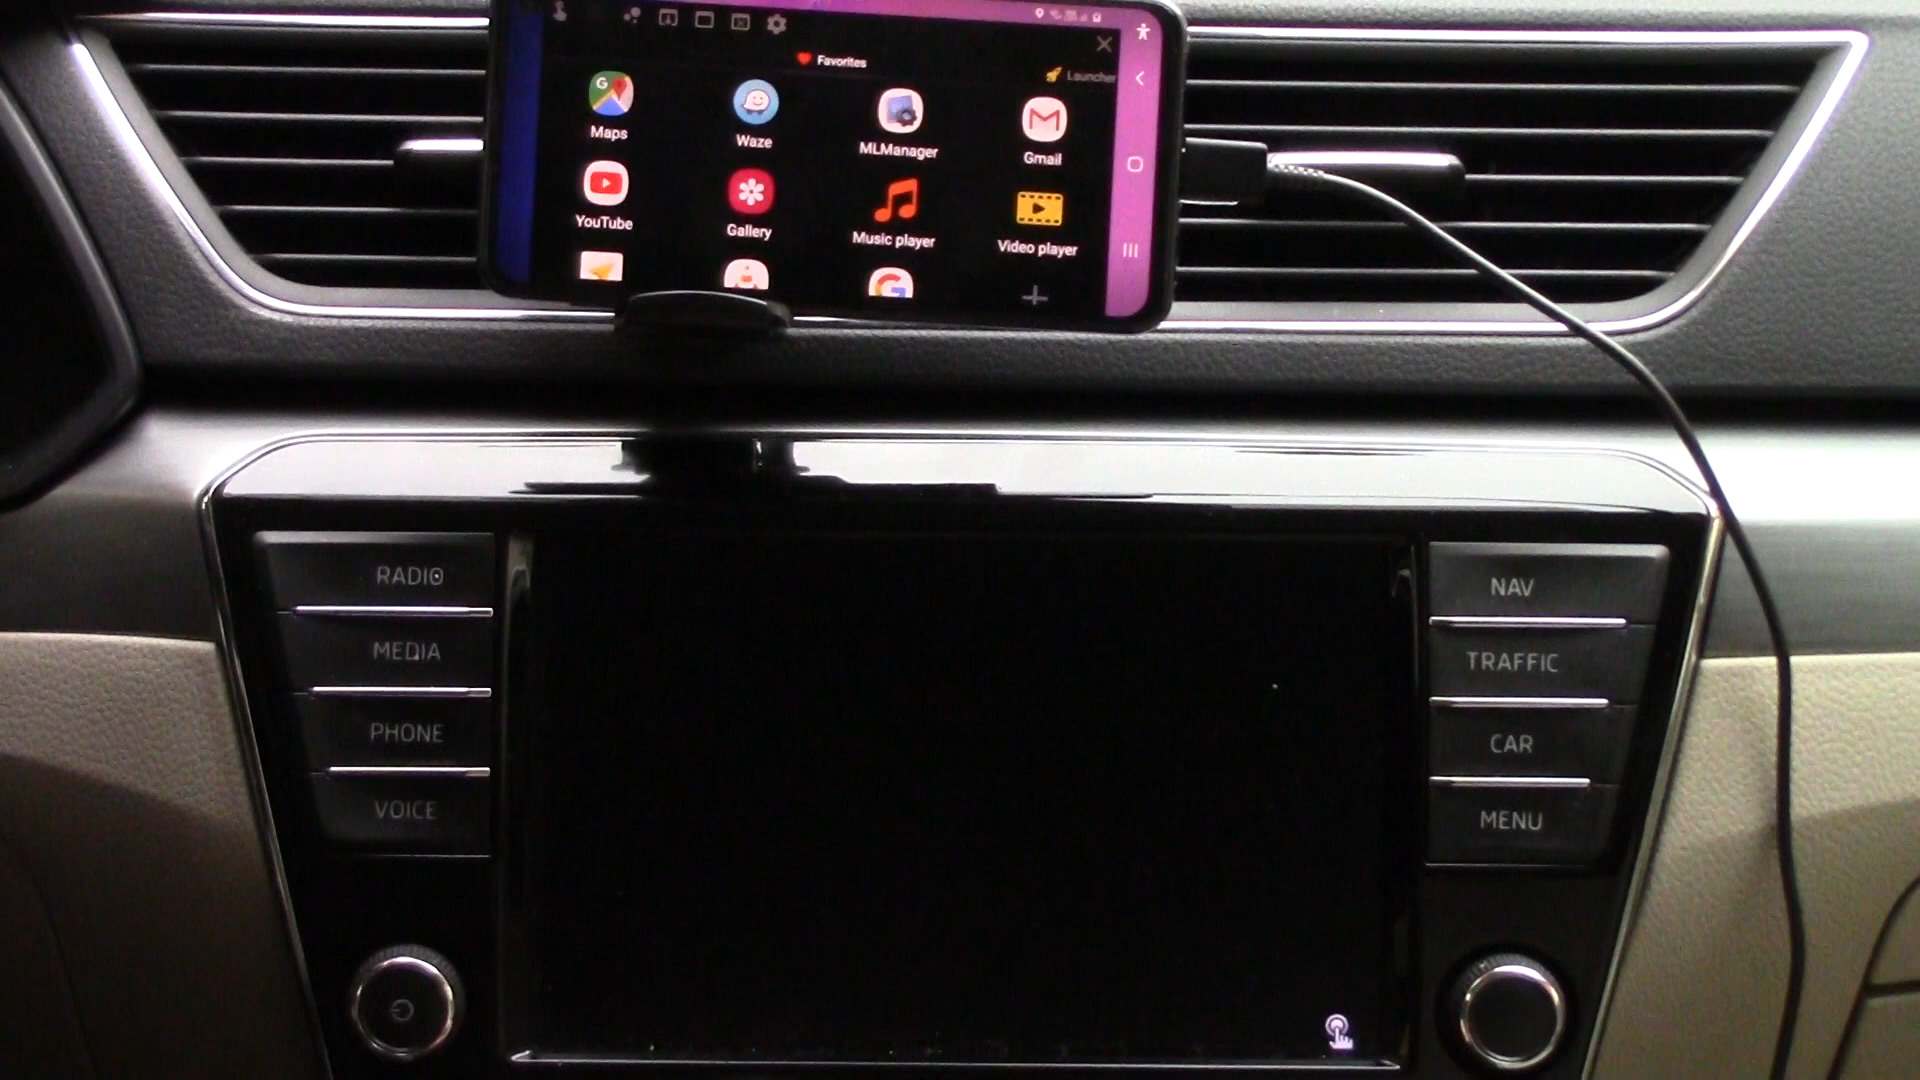 Favorites
Launcher
Maps
Waze
MLManager
Gmail
YouTube
Gallery
Music player
Video player
RADIO
MEDIA
PHONE
VOICE
NAV
TRAFFIC
CAR
MENU